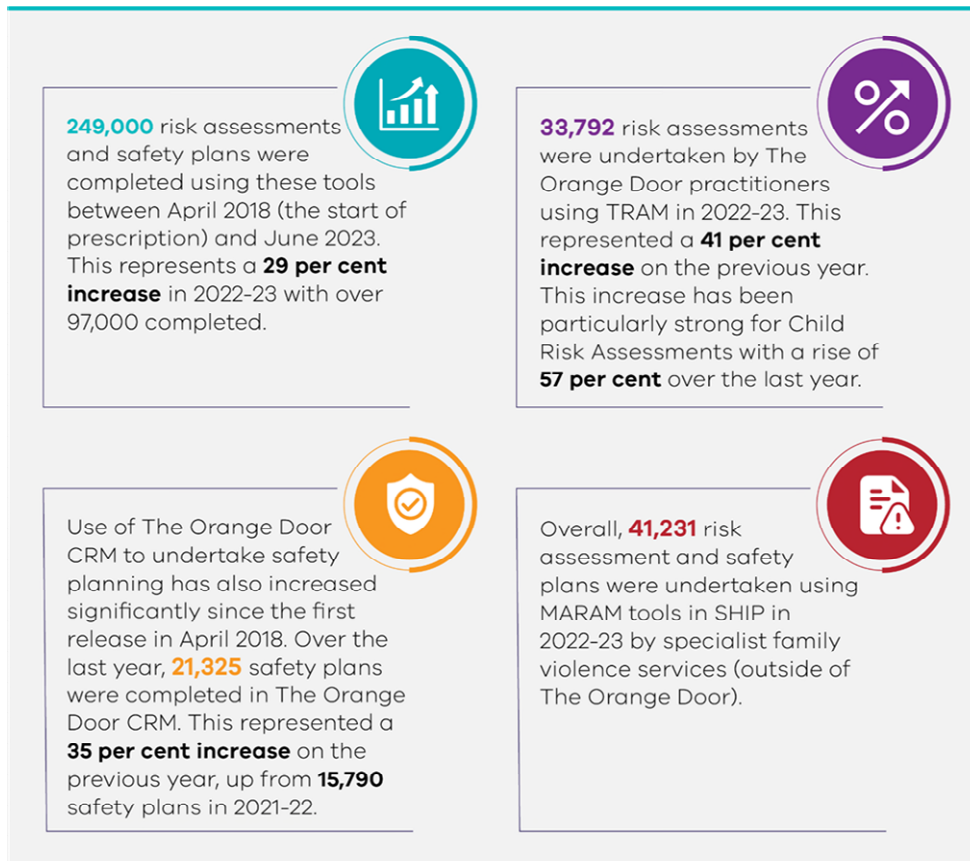 249,000 risk assessments
and safety plans were
completed using these tools
between April 2018 (the start of
prescription) and June 2023.
This represents a 29 per cent
increase in 2022-23 with over
97,000 completed.
33,792 risk assessments
were undertaken by The
Orange Door practitioners
using TRAM in 2022-23. This
represented a 41 per cent
increase on the previous year.
This increase has been
particularly strong for Child
Risk Assessments with a rise of
57 per cent over the last year.
Use of The Orange Door
CRM to undertake safety
planning has also increased
significantly since the first
release in April 2018. Over the
last year, 21,325 safety plans
were completed in The Orange
Door CRM. This represented a
35 per cent increase on the
previous year, up from 15,790
safety plans in 2021-22.
Overall, 41,231 risk
assessment and safety
plans were undertaken using
MARAM tools in SHIP in
2022-23 by specialist family
violence services (outside of
The Orange Door).